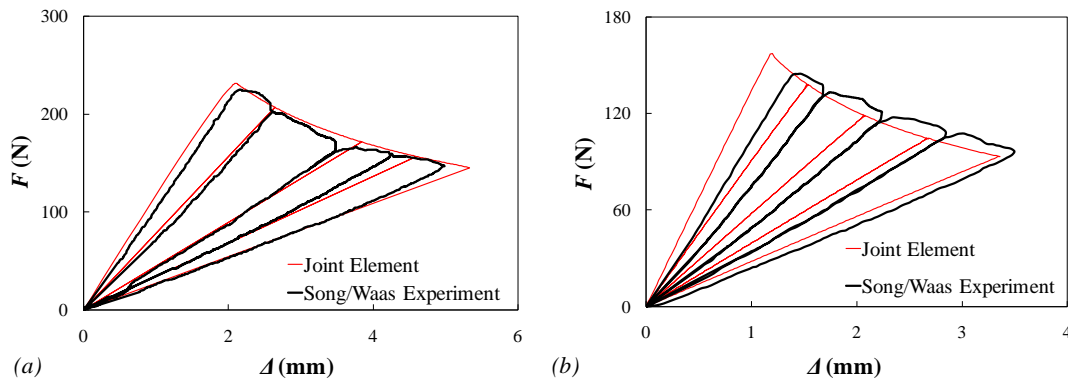 300
200
100
0
F (N)
0 2 4 6
Δ (mm)
Joint Element
Song/Waas Experiment
(a)
180
120
60
0
F (N)
0 1 2 3 4
Δ (mm)
Joint Element
Song/Waas Experiment
(b)